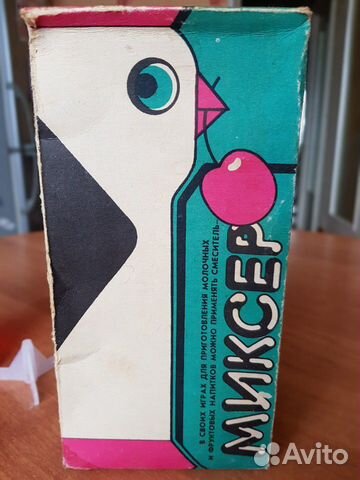 В СВОИХ ИГРАХ ДЛЯ ПРИГОТОВЛЕНИЯ МОЛОЧНЫХ
И ФРУКТОВЫХ НАПИТКОВ МОЖНО ПРИМЕНЯТЬ СМЕСИТЕЛЬ
МИКСЕР
Avito